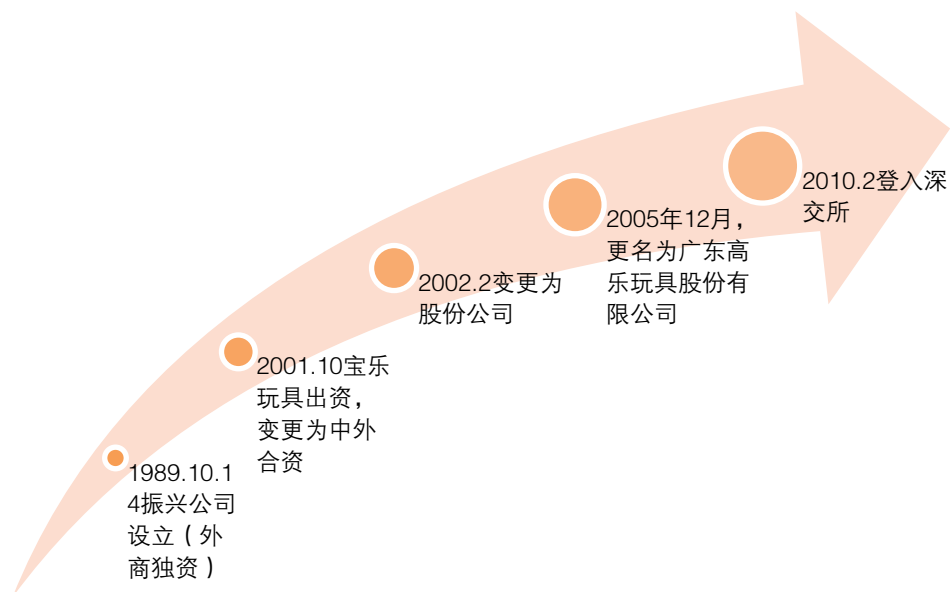 1989.10.1
4振兴公司
设立（外
商独资）
2001.10宝乐
玩具出资，
变更为中外
合资
2002.2变更为
股份公司
2005年12月，
更名为广东高
乐玩具股份有
限公司
2010.2登入深
交所